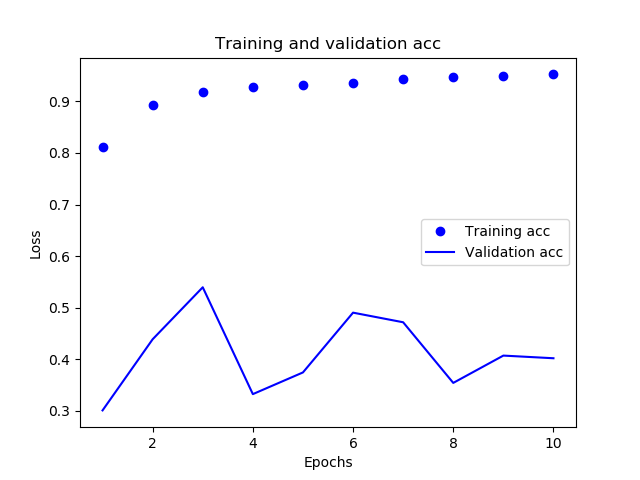 Training and validation acc
0.9
0.8
0.7
0.6
0.5
0.4
0.3
Loss
Training acc
Validation acc
2
4
6
8
10
Epochs